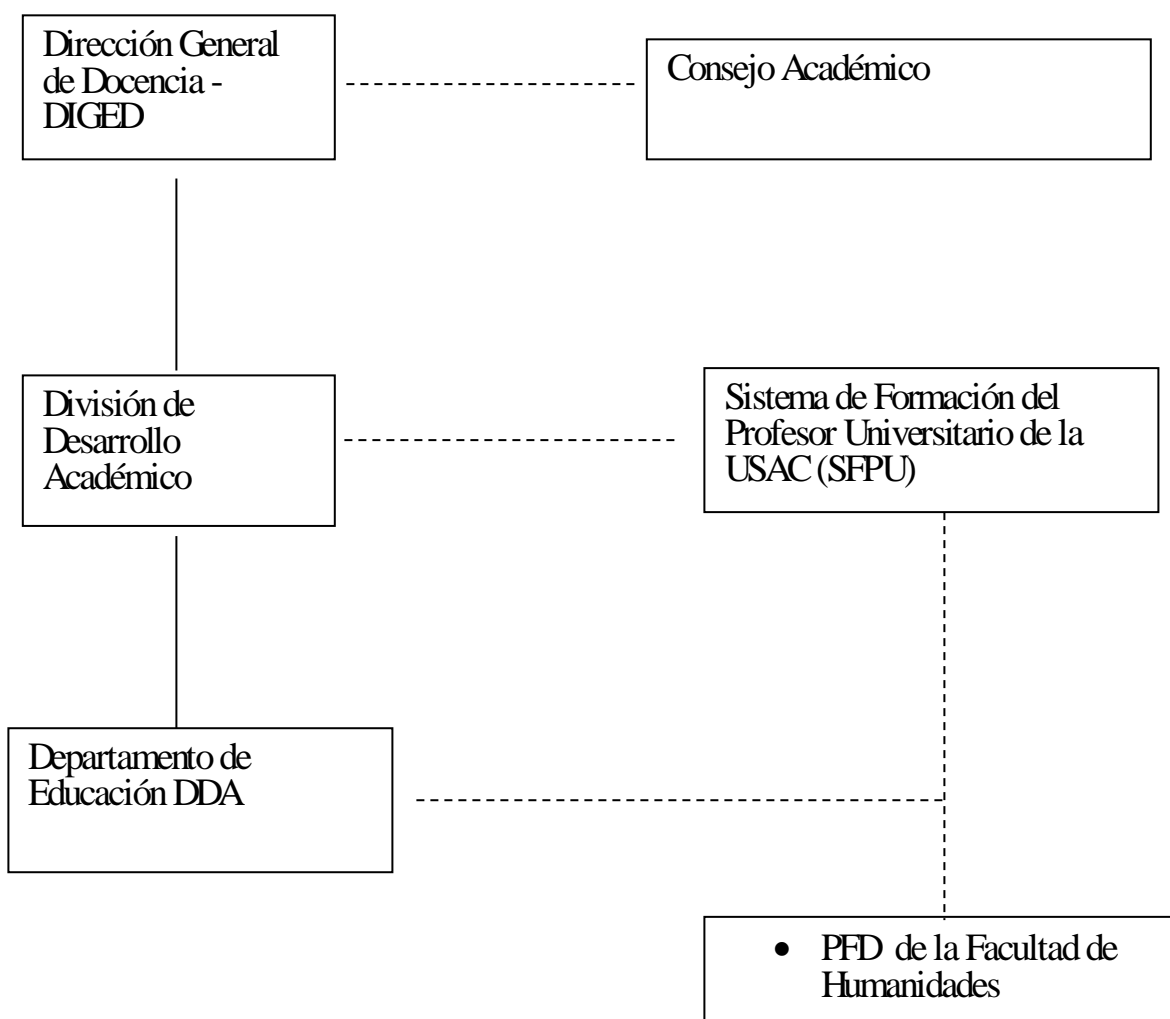 Dirección General
de Docencia -
DIGED
Consejo Académico
División de
Desarrollo
Académico
Sistema de Formación del
Profesor Universitario de la
USAC (SFPU)
Departamento de
Educación DDA
• PFD de la Facultad de
Humanidades